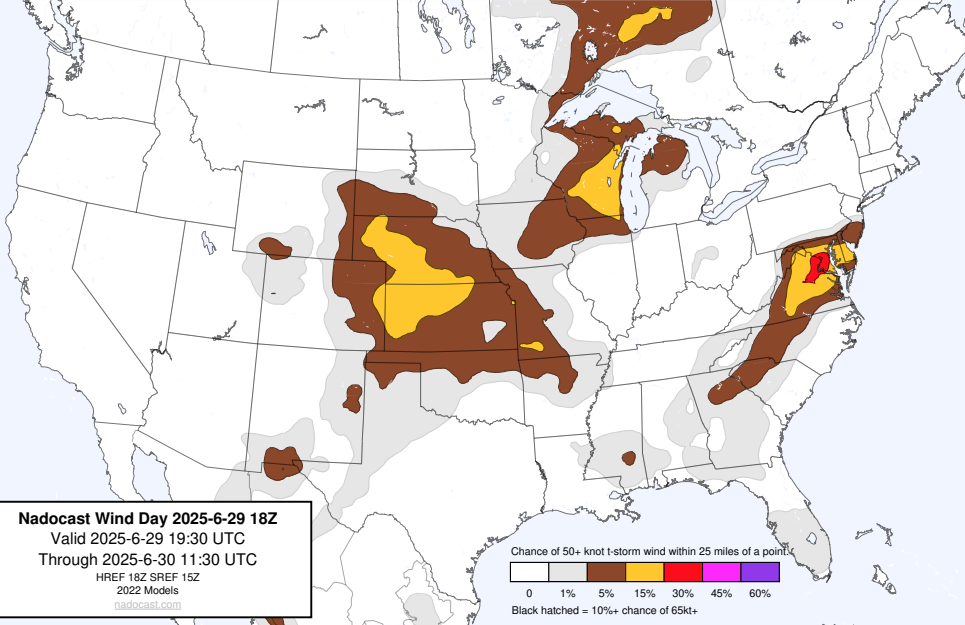 Nadocast Wind Day 2025-6-29 18Z
Valid 2025-6-29 19:30 UTC
Through 2025-6-30 11:30 UTC
HREF 18Z SREF 15Z
2022 Models
nadocast.com
Chance of 50+ knot t-storm wind within 25 miles of a point.
0 1% 5% 15% 30% 45% 60%
Black hatched = 10%+ chance of 65kt+